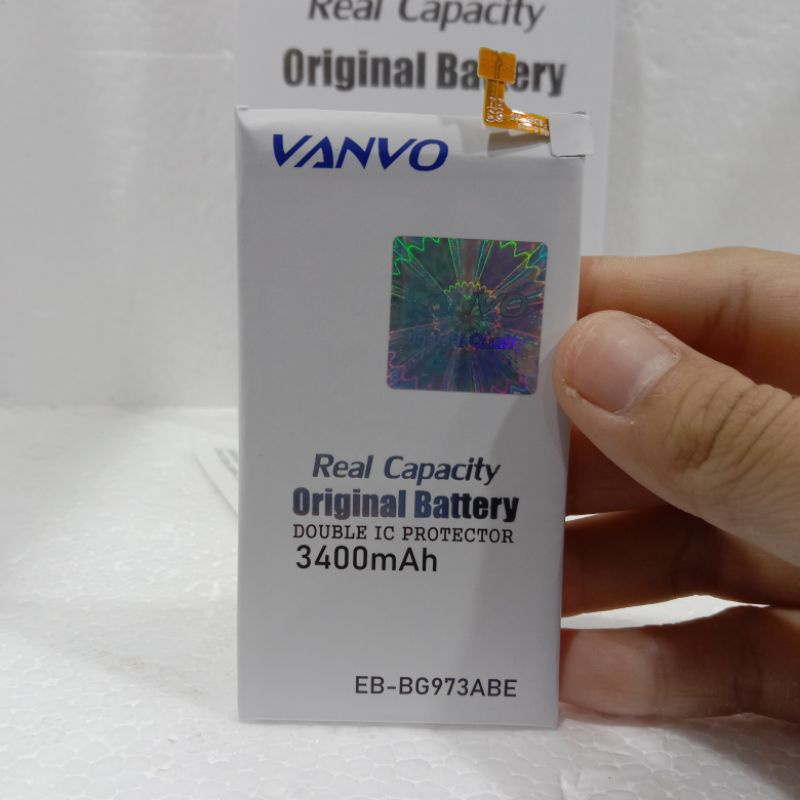 Real Capacity
Original Battery
VANVO
Real Capacity
Original Battery
DOUBLE IC PROTECTOR
3400mAh
EB-BG973ABE